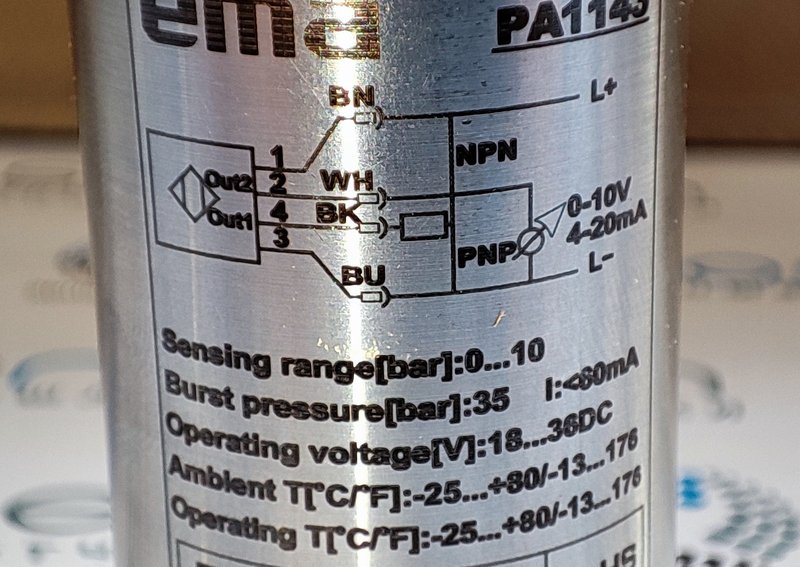 ema
PA1143
BN
L+
1
NPN
Out2
2
WH
0-10V
Out1
4
BK
4-20mA
3
PNP
L-
BU
Sensing range[bar]:0...10
Burst pressure[bar]:35 I:<60mA
Operating voltage[V]:18...36DC
Ambient T[°C/°F]:-25...+80/-13...176
Operating T[°C/°F]:-25...+80/-13...176